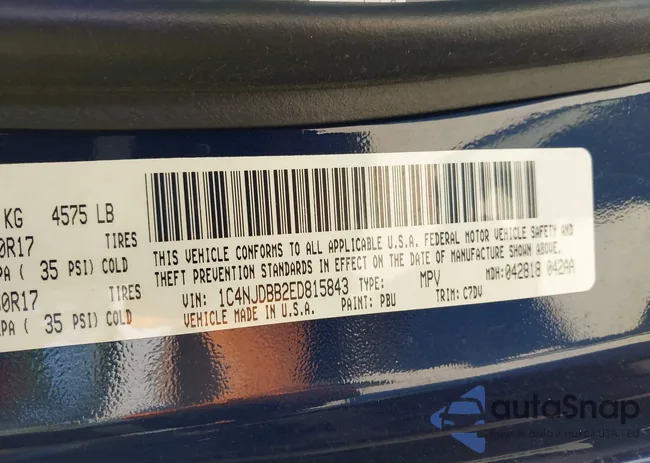 KG 4575 LB
0R17 TIRES
PA ( 35 PSI) COLD
0R17 TIRES
PA ( 35 PSI) COLD
THIS VEHICLE CONFORMS TO ALL APPLICABLE U.S.A. FEDERAL MOTOR VEHICLE SAFETY AND
THEFT PREVENTION STANDARDS IN EFFECT ON THE DATE OF MANUFACTURE SHOWN ABOVE.
VIN: 1C4NJDBB2ED815843 TYPE: MPV MDH: 042818 042AA
VEHICLE MADE IN U.S.A. PAINT: PBU TRIM: C7DV
autoSnap